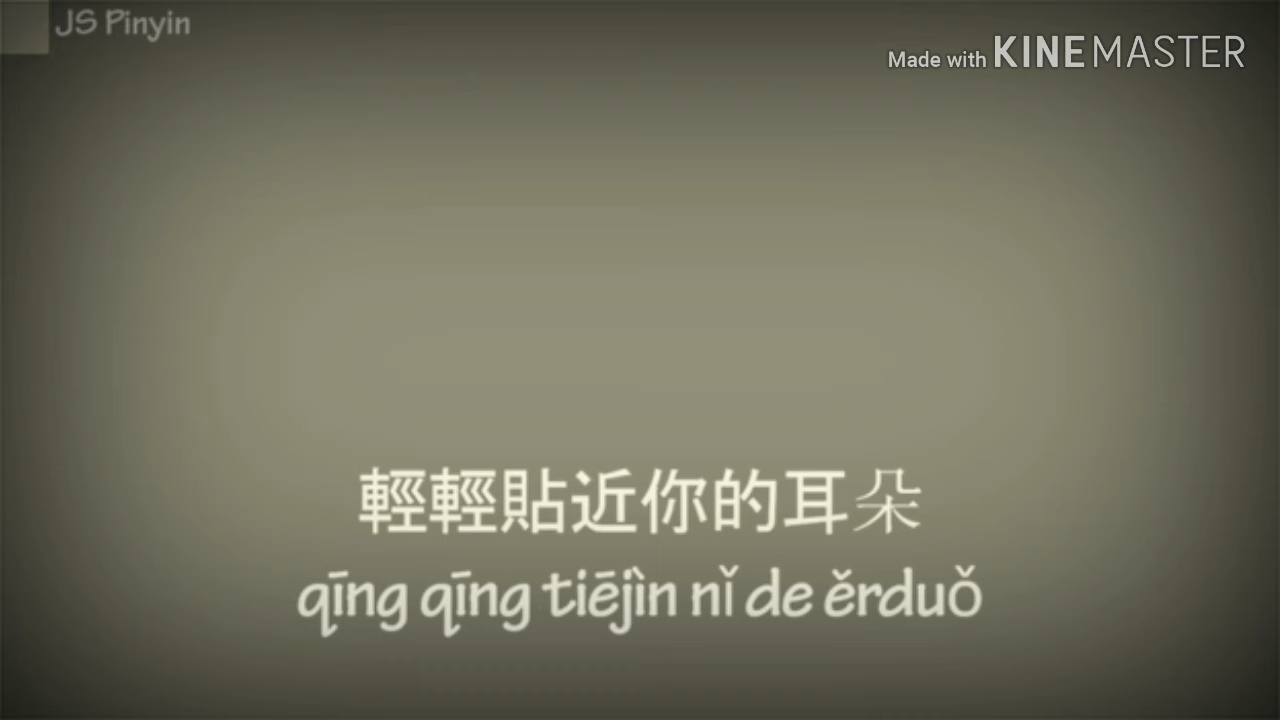 JS Pinyin
Made with KINEMASTER
輕輕貼近你的耳朵
qīng qīng tiējìn nǐ de ěrduǒ